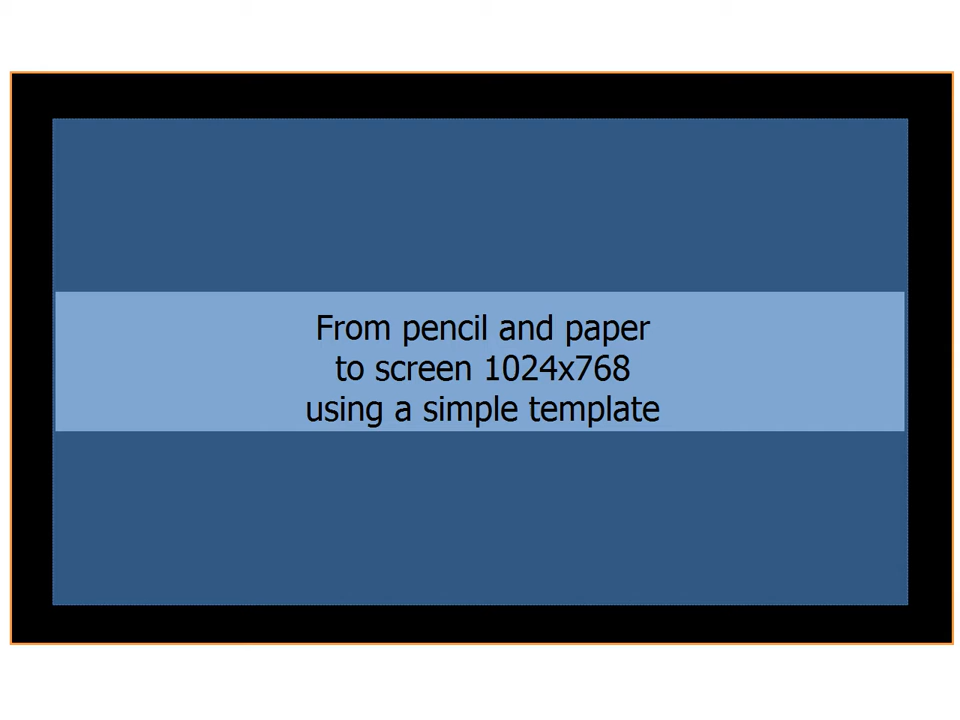 From pencil and paper
to screen 1024x768
using a simple template